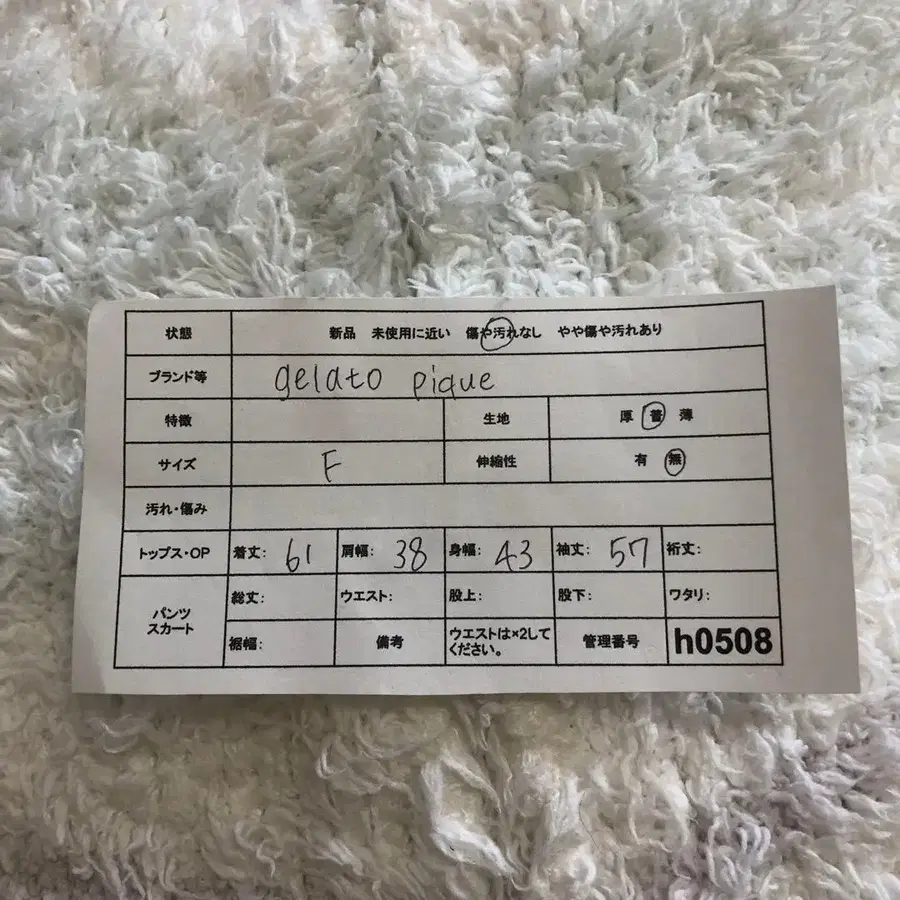 状態 新品 未使用に近い 傷や汚れなし やや傷や汚れあり
ブランド等 gelato pique
特徴 生地 厚 普 薄
サイズ F 伸縮性 有 無
汚れ・傷み
トップス・OP 着丈: 61 肩幅: 38 身幅: 43 袖丈: 57 裄丈:
パンツ
スカート
総丈: ウエスト: 股上: 股下: ワタリ:
裾幅: 備考 ウエストは×2して
ください。
管理番号 h0508